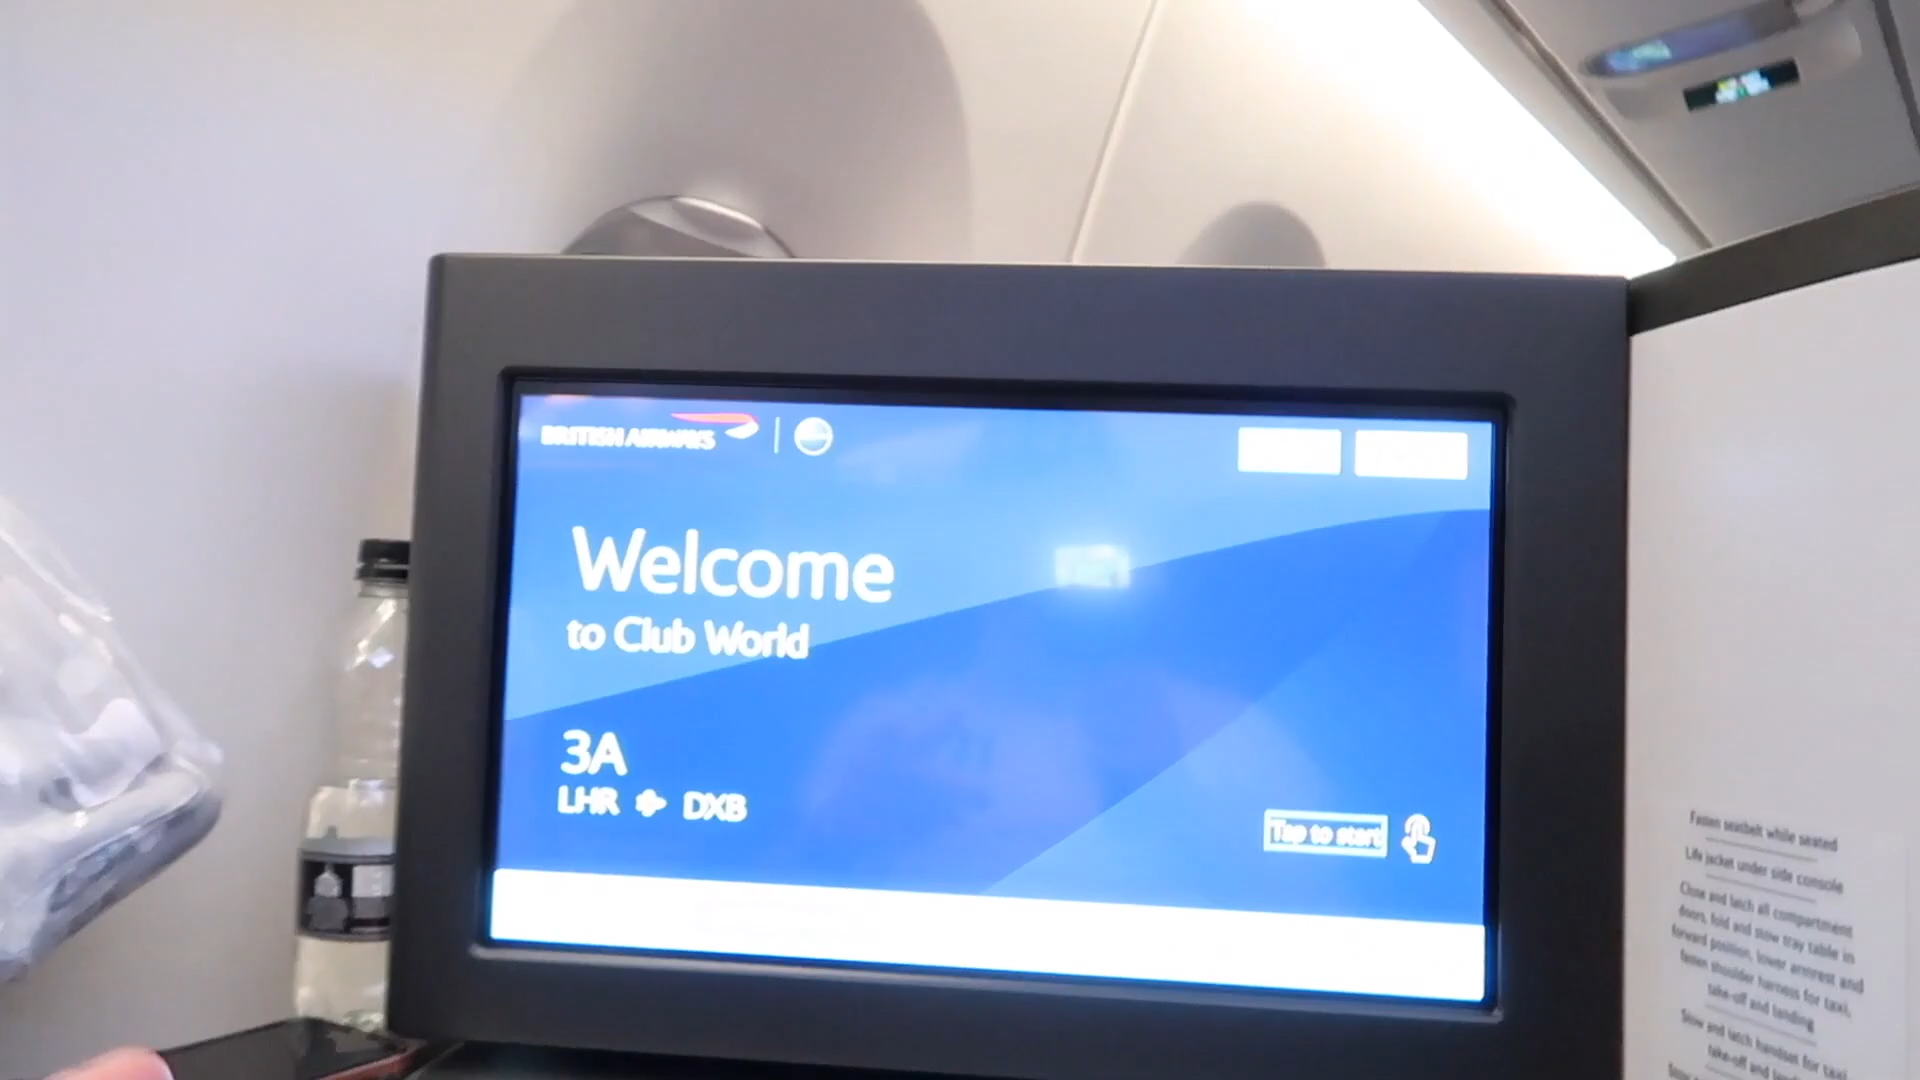 BRITISH AIRWAYS
Welcome
to Club World
3A
LHR DXB
Tap to start
Fasten seatbelt while seated
Life jacket under side console
Close and latch all compartment
doors, fold and stow tray table in
forward position, lower armrest and
fasten shoulder harness for taxi,
take-off and landing
Stow and latch handset for taxi,
take-off and landing
Stow